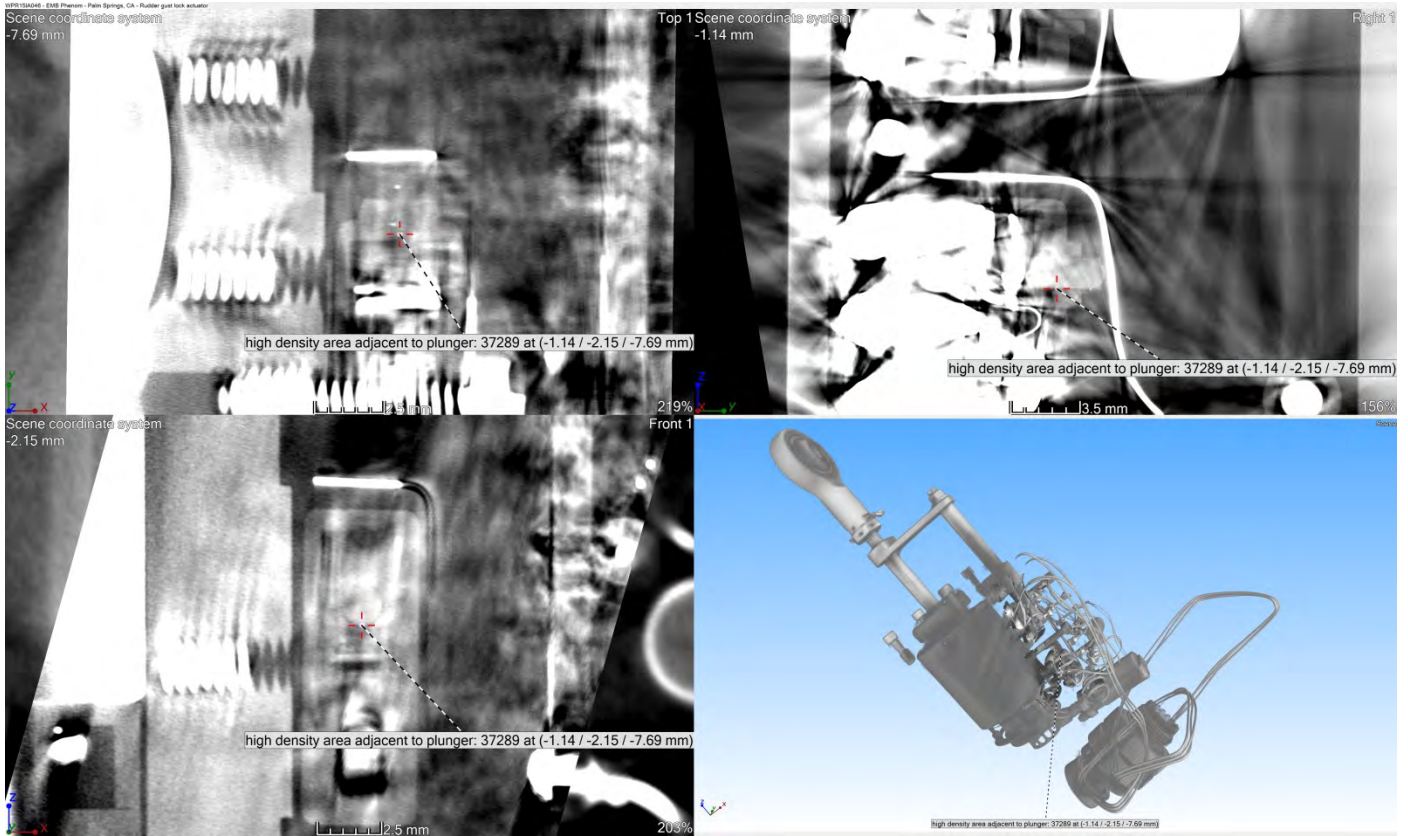 WPR15IA046 - EMB Phenom - Palm Springs, CA - Rudder gust lock actuator
Scene coordinate system
-7.69 mm
Top 1
high density area adjacent to plunger: 37289 at (-1.14 / -2.15 / -7.69 mm)
y
z
x
2.5 mm
219%
Scene coordinate system
-1.14 mm
Right 1
high density area adjacent to plunger: 37289 at (-1.14 / -2.15 / -7.69 mm)
z
x
y
3.5 mm
156%
Scene coordinate system
-2.15 mm
Front 1
high density area adjacent to plunger: 37289 at (-1.14 / -2.15 / -7.69 mm)
z
y
x
2.5 mm
203%
Scene
high density area adjacent to plunger: 37289 at (-1.14 / -2.15 / -7.69 mm)
z
y
x